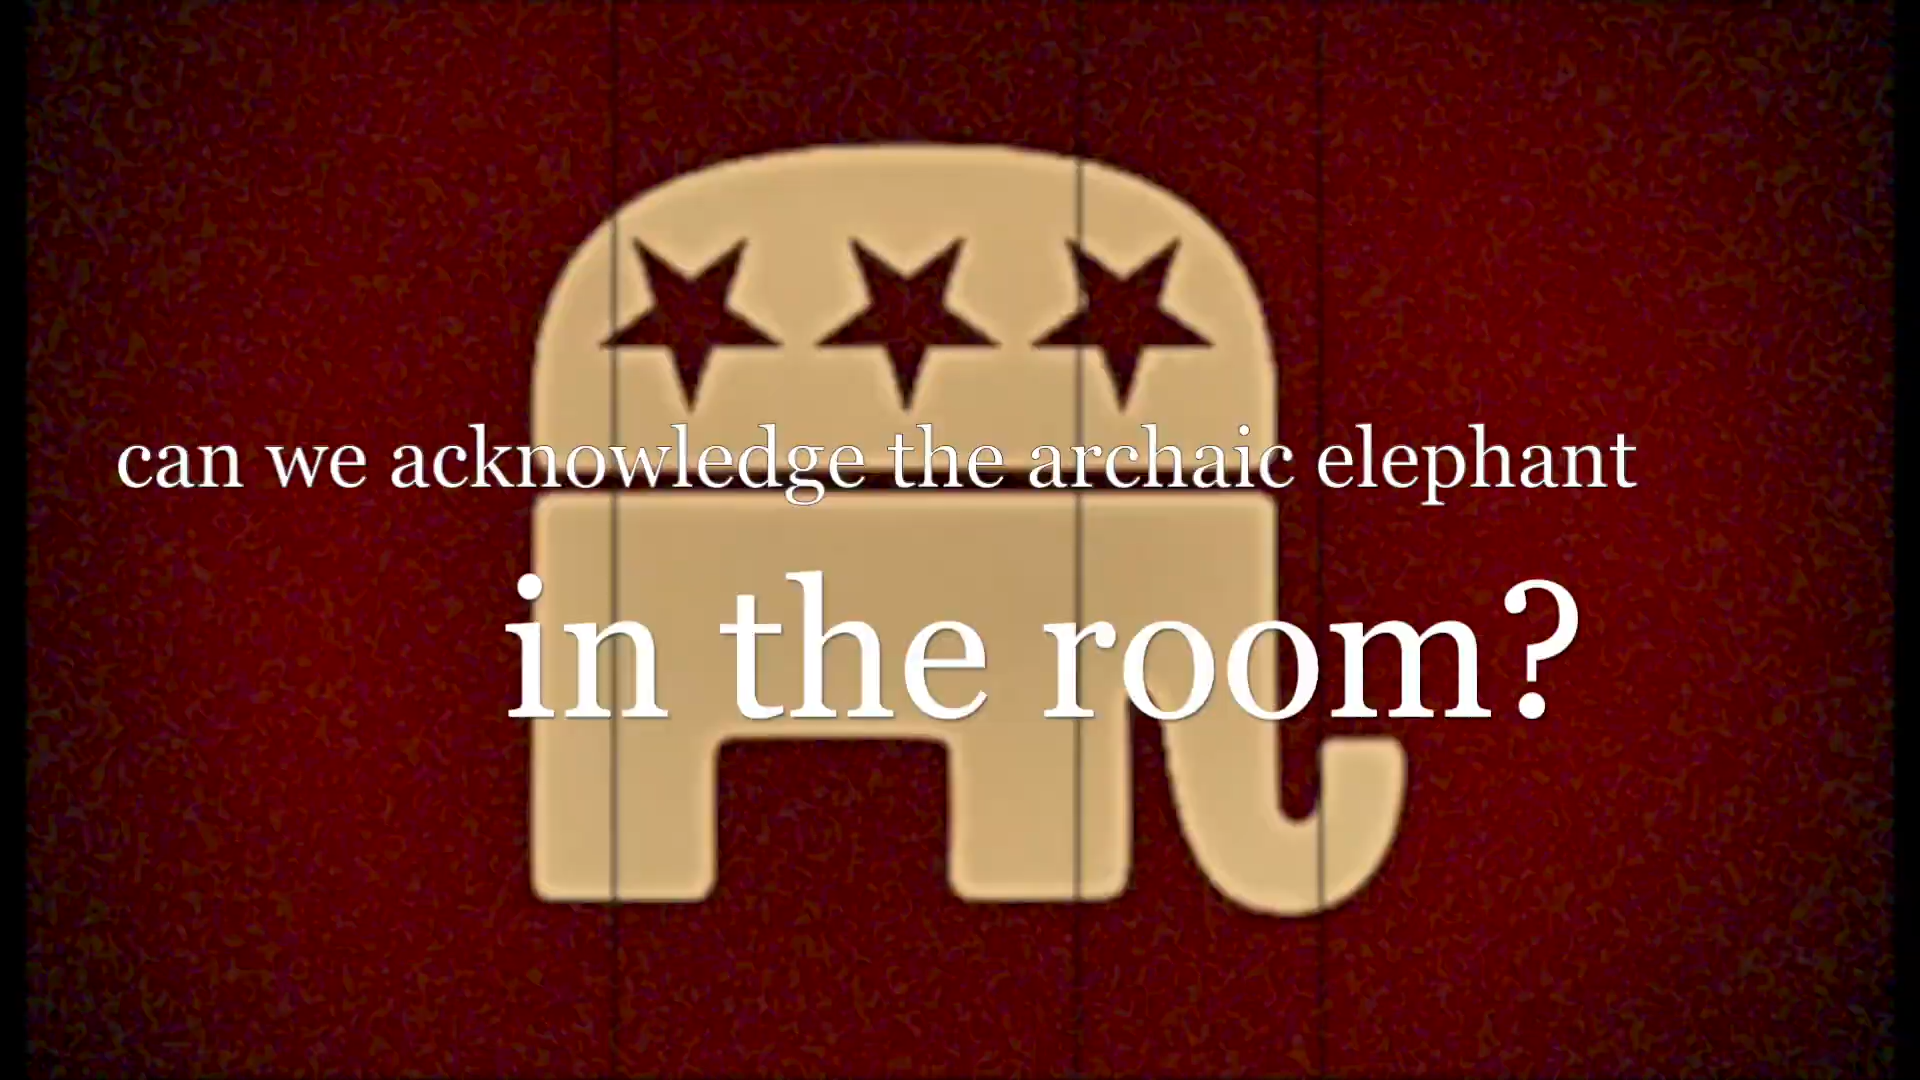 can we acknowledge the archaic elephant
in the room?